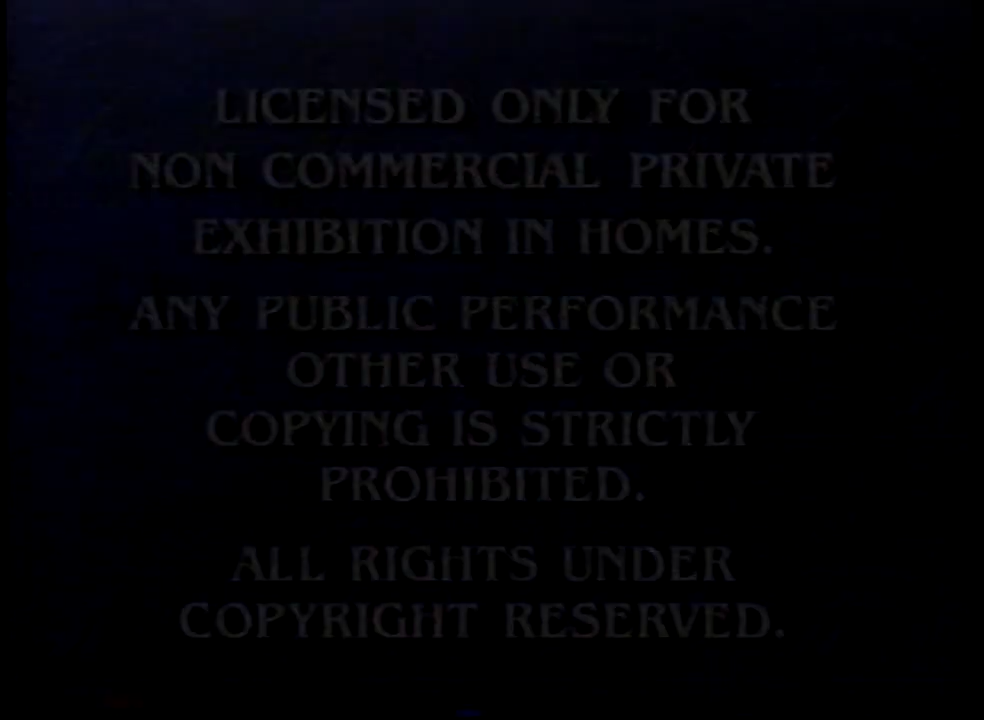 LICENSED ONLY FOR
NON COMMERCIAL PRIVATE
EXHIBITION IN HOMES.
ANY PUBLIC PERFORMANCE
OTHER USE OR
COPYING IS STRICTLY
PROHIBITED.
ALL RIGHTS UNDER
COPYRIGHT RESERVED.